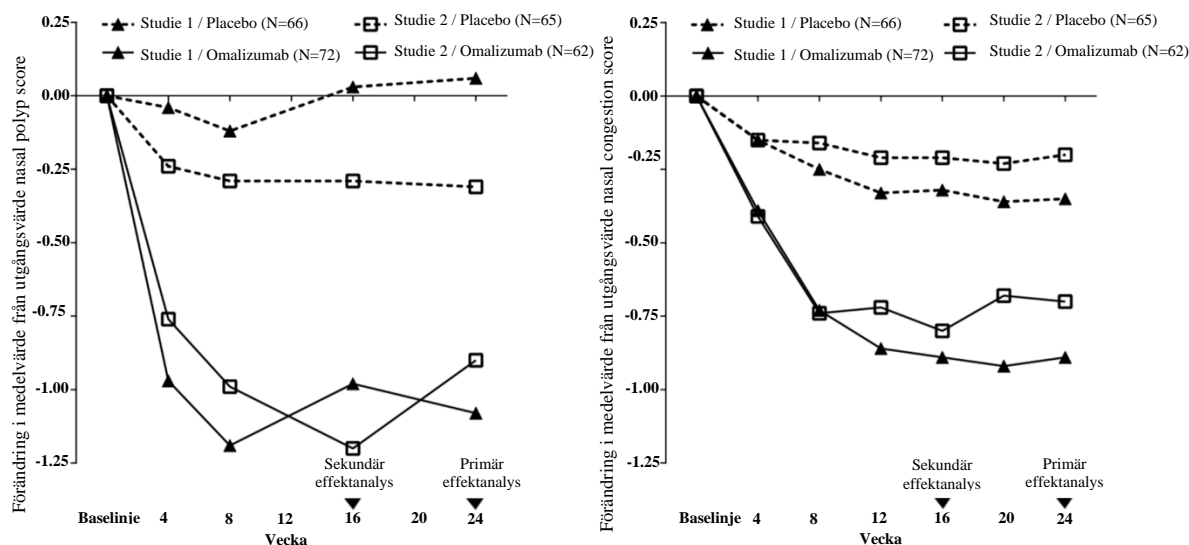 Studie 1 / Placebo (N=66)
Studie 2 / Placebo (N=65)
Studie 1 / Omalizumab (N=72)
Studie 2 / Omalizumab (N=62)
Förändring i medelvärde från utgångsvärde nasal polyp score
0.25
0.00
-0.25
-0.50
-0.75
-1.00
-1.25
Sekundär
effektanalys
Primär
effektanalys
Baselinje
4
8
12
16
20
24
Vecka
Studie 1 / Placebo (N=66)
Studie 2 / Placebo (N=65)
Studie 1 / Omalizumab (N=72)
Studie 2 / Omalizumab (N=62)
Förändring i medelvärde från utgångsvärde nasal congestion score
0.25
0.00
-0.25
-0.50
-0.75
-1.00
-1.25
Sekundär
effektanalys
Primär
effektanalys
Baselinje
4
8
12
16
20
24
Vecka